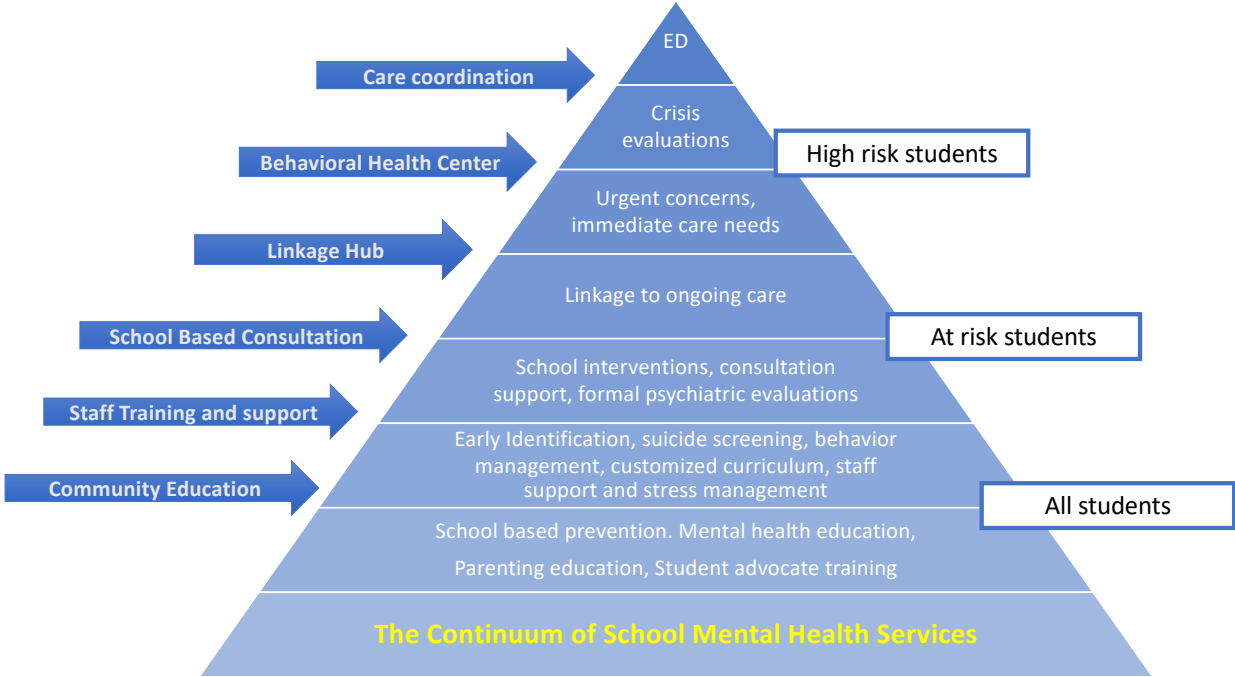 ED
Care coordination
Crisis
evaluations
High risk students
Behavioral Health Center
Urgent concerns,
immediate care needs
Linkage Hub
Linkage to ongoing care
School Based Consultation
At risk students
School interventions, consultation
support, formal psychiatric evaluations
Staff Training and support
Early Identification, suicide screening, behavior
management, customized curriculum, staff
support and stress management
Community Education
All students
School based prevention. Mental health education,
Parenting education, Student advocate training
The Continuum of School Mental Health Services